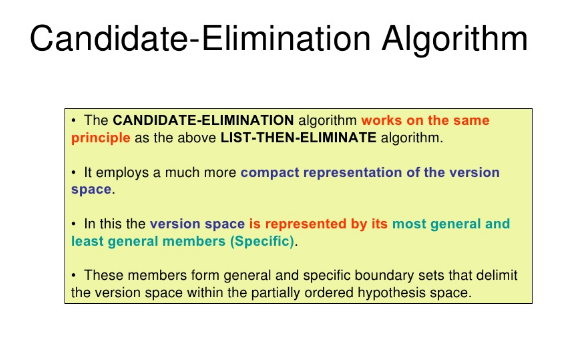 Candidate-Elimination Algorithm
• The CANDIDATE-ELIMINATION algorithm works on the same
principle as the above LIST-THEN-ELIMINATE algorithm.
• It employs a much more compact representation of the version
space.
• In this the version space is represented by its most general and
least general members (Specific).
• These members form general and specific boundary sets that delimit
the version space within the partially ordered hypothesis space.